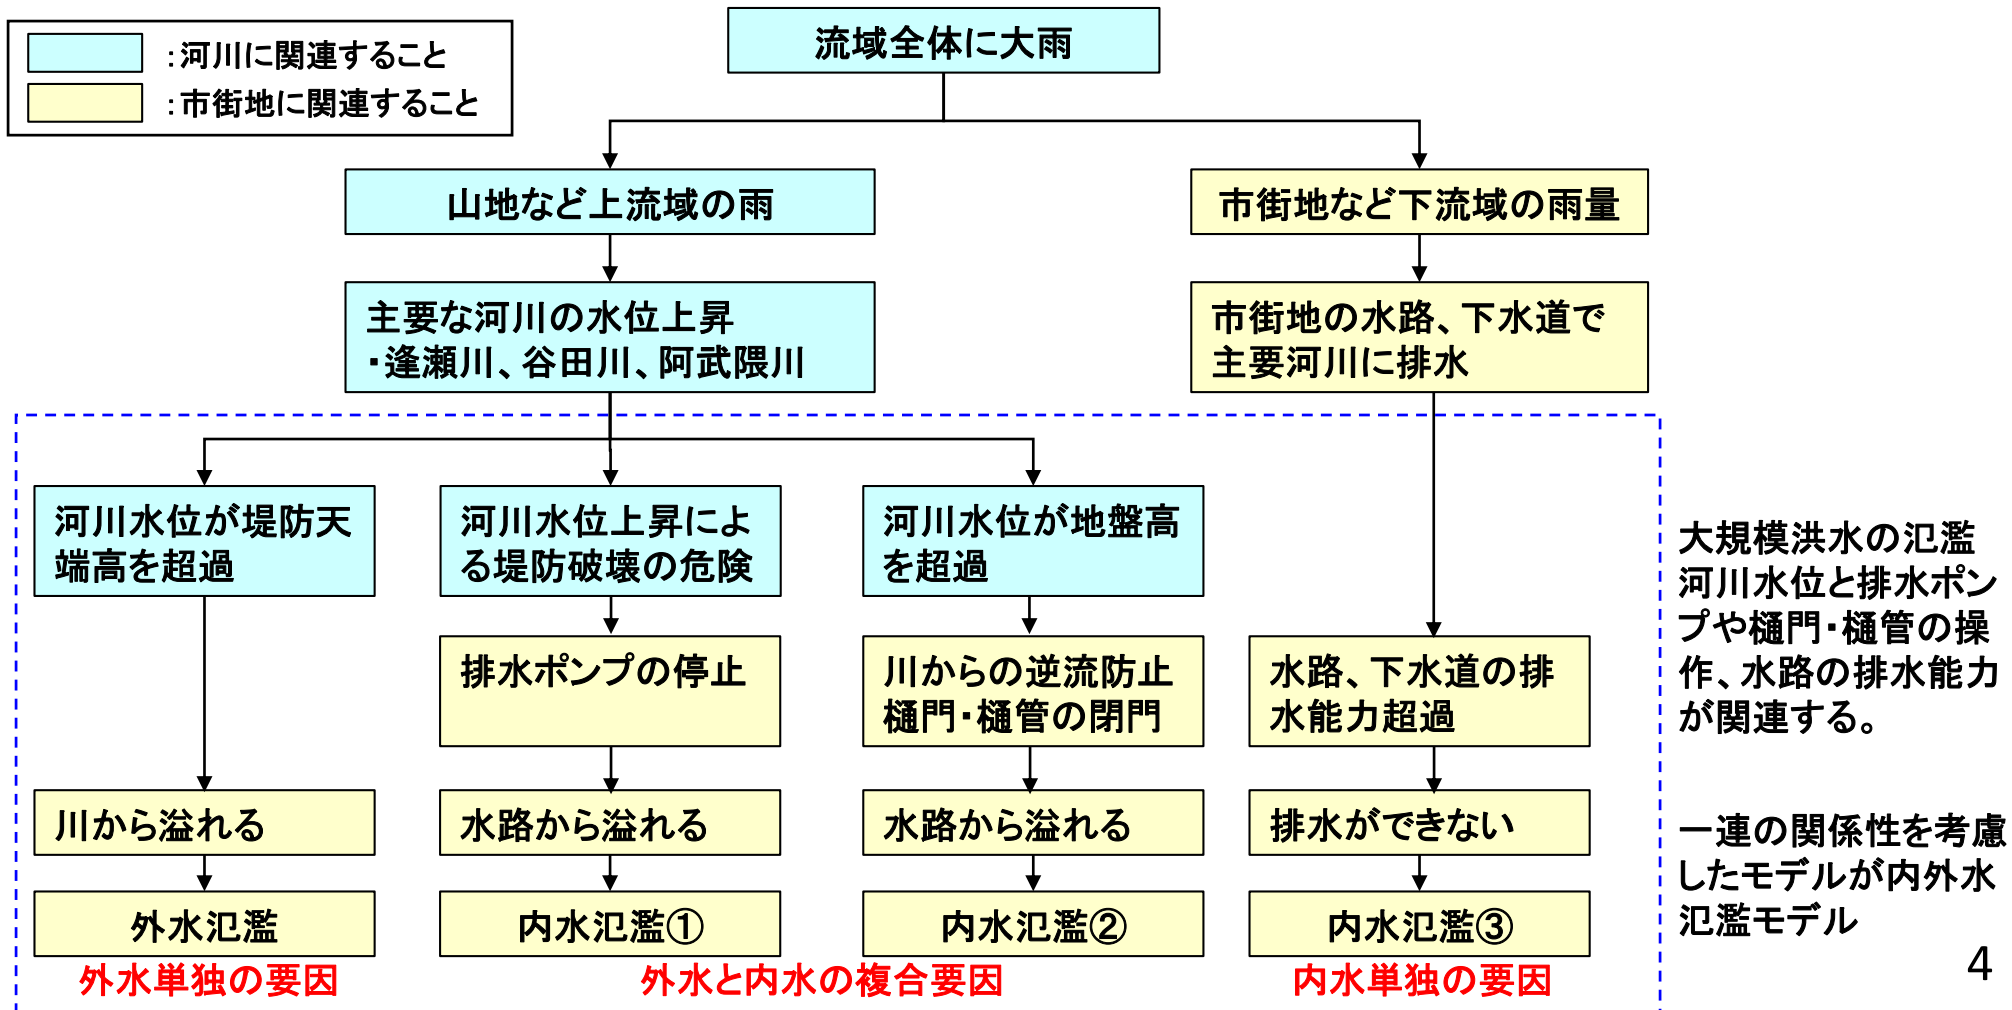 ：河川に関連すること
：市街地に関連すること
流域全体に大雨
山地など上流域の雨
市街地など下流域の雨量
主要な河川の水位上昇
・逢瀬川、谷田川、阿武隈川
市街地の水路、下水道で
主要河川に排水
河川水位が堤防天
端高を超過
河川水位上昇によ
る堤防破壊の危険
河川水位が地盤高
を超過
排水ポンプの停止
川からの逆流防止
樋門・樋管の閉門
水路、下水道の排
水能力超過
川から溢れる
水路から溢れる
水路から溢れる
排水ができない
外水氾濫
内水氾濫①
内水氾濫②
内水氾濫③
外水単独の要因
外水と内水の複合要因
内水単独の要因
大規模洪水の氾濫
河川水位と排水ポン
プや樋門・樋管の操
作、水路の排水能力
が関連する。
一連の関係性を考慮
したモデルが内外水
氾濫モデル
4